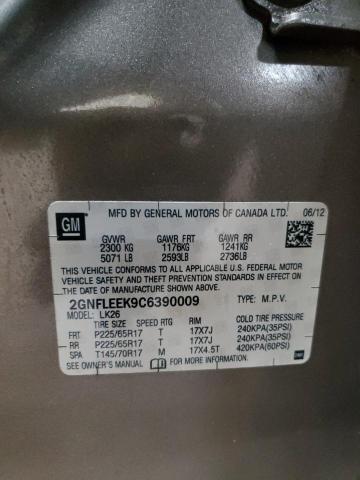 GM
MFD BY GENERAL MOTORS OF CANADA LTD. 06/12
GVWR GAWR FRT GAWR RR
2300 KG 1176KG 1241KG
5071 LB 2593LB 2736LB
THIS VEHICLE CONFORMS TO ALL APPLICABLE U.S. FEDERAL MOTOR
VEHICLE SAFETY AND THEFT PREVENTION STANDARDS IN EFFECT
ON THE DATE OF MANUFACTURE SHOWN ABOVE.
2GNFLEEK9C6390009 TYPE: M.P.V.
MODEL: LK26
TIRE SIZE SPEED RTG RIM COLD TIRE PRESSURE
FRT P225/65R17 T 17X7J 240KPA(35PSI)
RR P225/65R17 T 17X7J 240KPA(35PSI)
SPA T145/70R17 M 17X4.5T 420KPA(60PSI)
SEE OWNER'S MANUAL FOR ADDITIONAL INFORMATION.